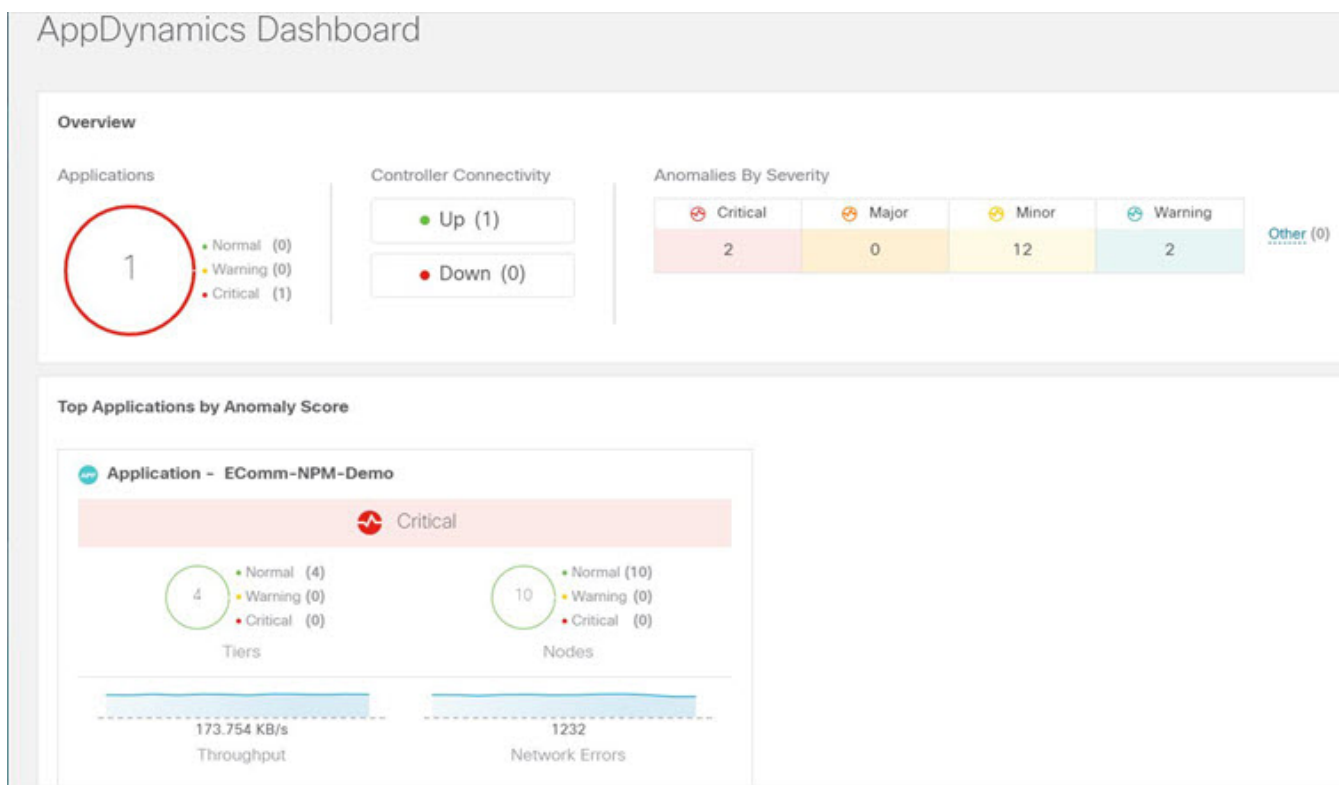 AppDynamics Dashboard
Overview
Applications
1
Normal (0)
Warning (0)
Critical (1)
Controller Connectivity
Up (1)
Down (0)
Anomalies By Severity
Critical Major Minor Warning
2 0 12 2
Other (0)
Top Applications by Anomaly Score
APP Application - EComm-NPM-Demo
Critical
4
Normal (4)
Warning (0)
Critical (0)
Tiers
10
Normal (10)
Warning (0)
Critical (0)
Nodes
173.754 KB/s
Throughput
1232
Network Errors